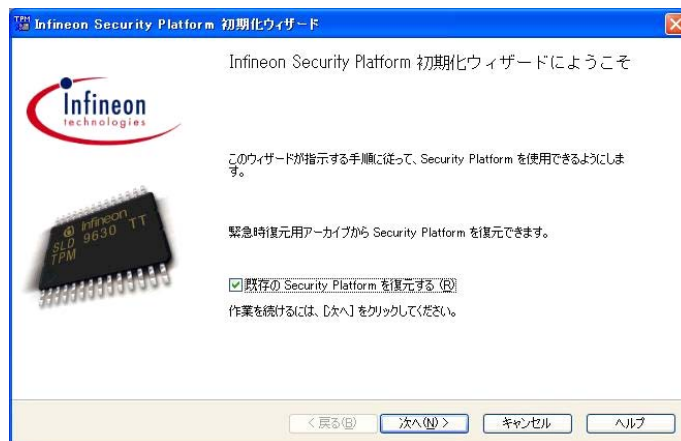 Infineon Security Platform 初期化ウィザード
Infineon Security Platform 初期化ウィザードにようこそ
Infineon
technologies
このウィザードが指示する手順に従って、Security Platform を使用できるようにしま
す。
Infineon
SLD 9630 TT
TPM
緊急時復元用アーカイブから Security Platform を復元できます。
既存の Security Platform を復元する (R)
作業を続けるには、[次へ] をクリックしてください。
< 戻る(B)
次へ(N) >
キャンセル
ヘルプ